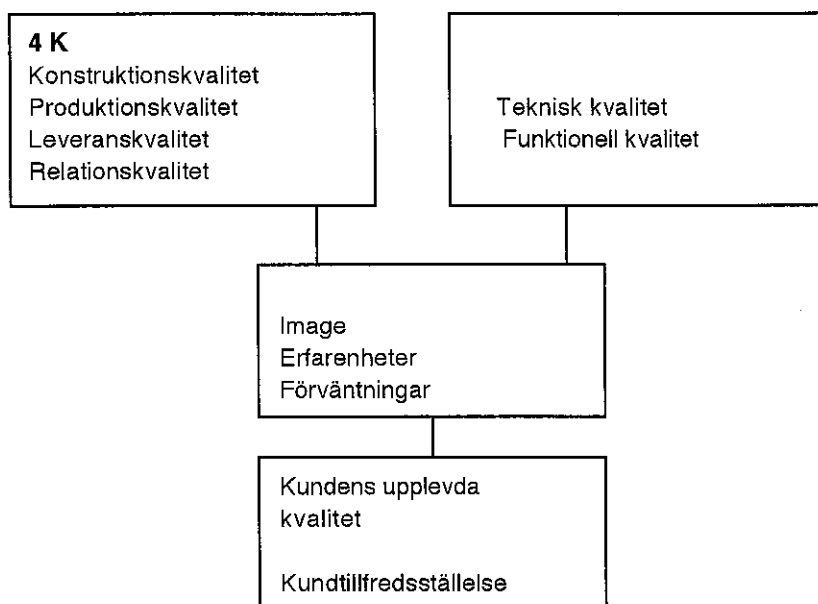 4 K
Konstruktionskvalitet
Produktionskvalitet
Leveranskvalitet
Relationskvalitet
Teknisk kvalitet
Funktionell kvalitet
Image
Erfarenheter
Förväntningar
Kundens upplevda
kvalitet
Kundtillfredsställelse